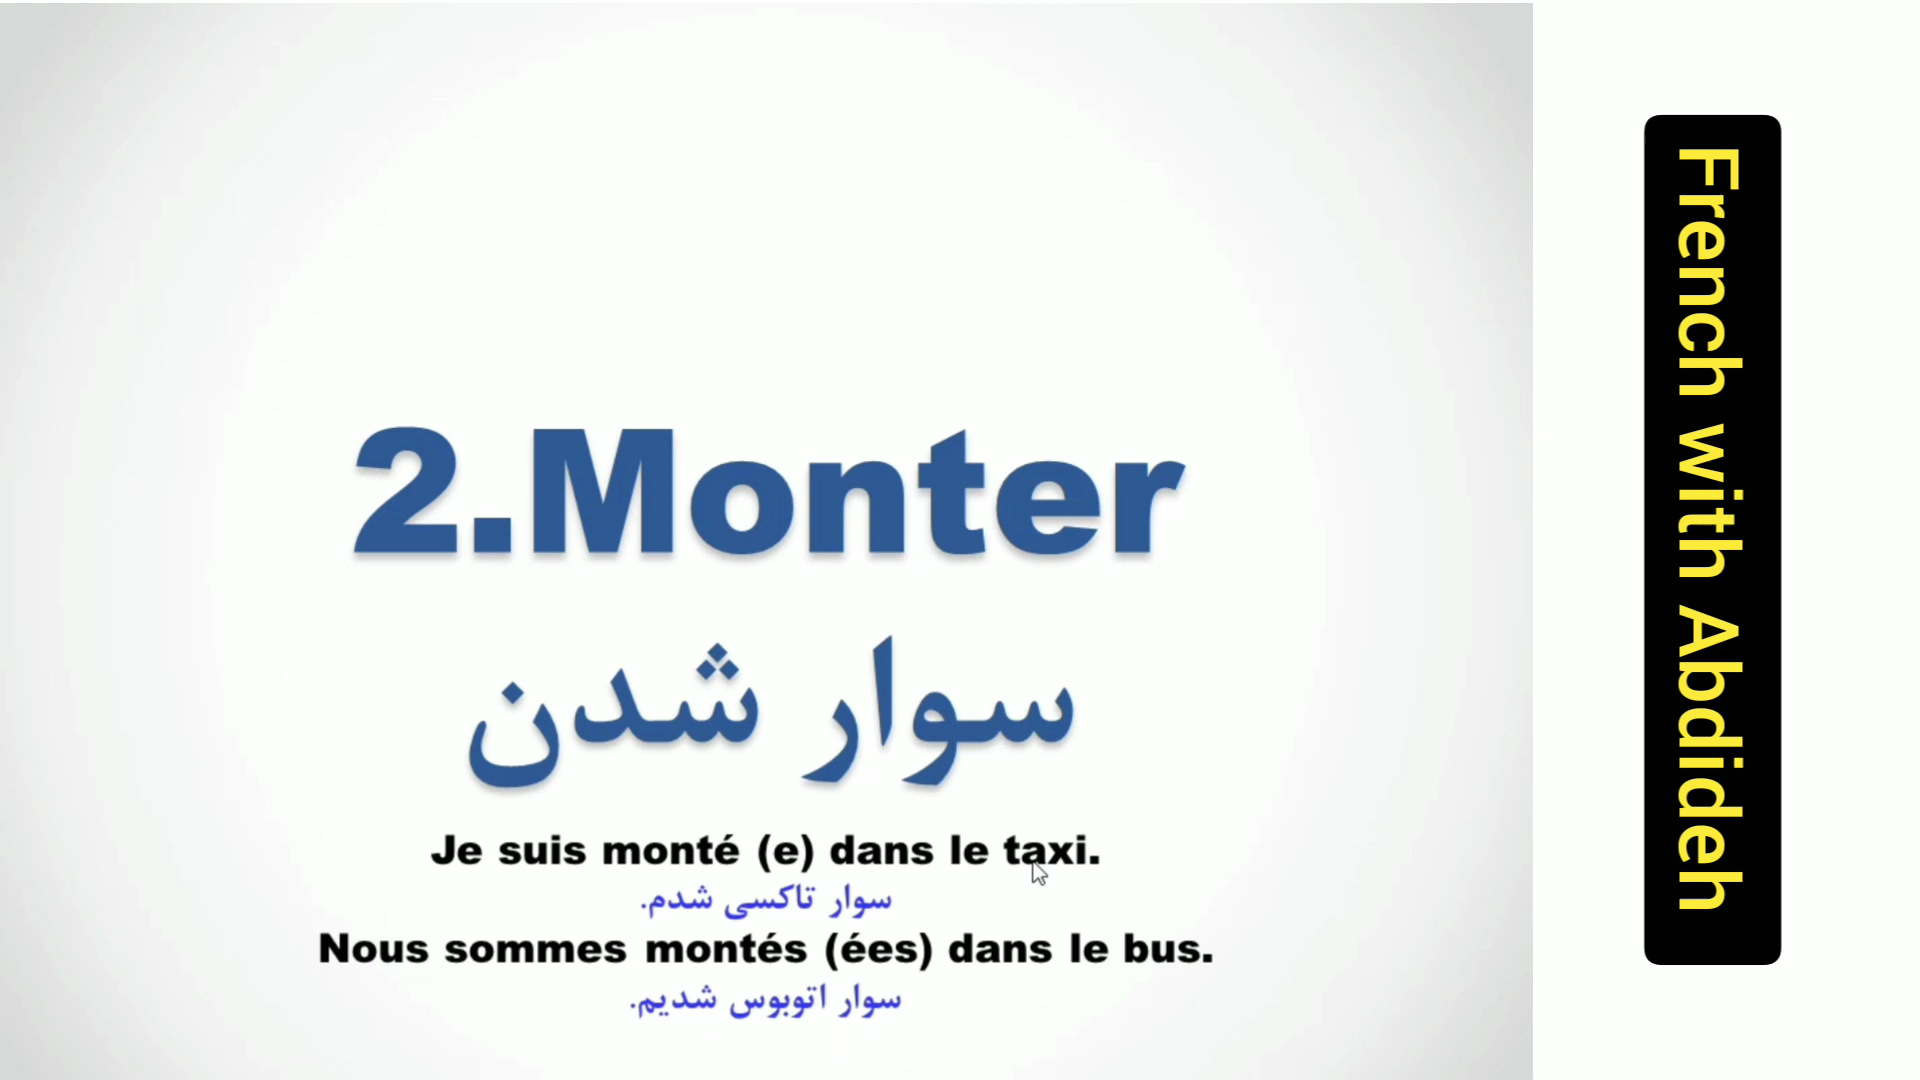 2.Monter
سوار شدن
Je suis monté (e) dans le taxi.
سوار تاکسی شدم.
Nous sommes montés (ées) dans le bus.
سوار اتوبوس شدیم.
French with Abdideh